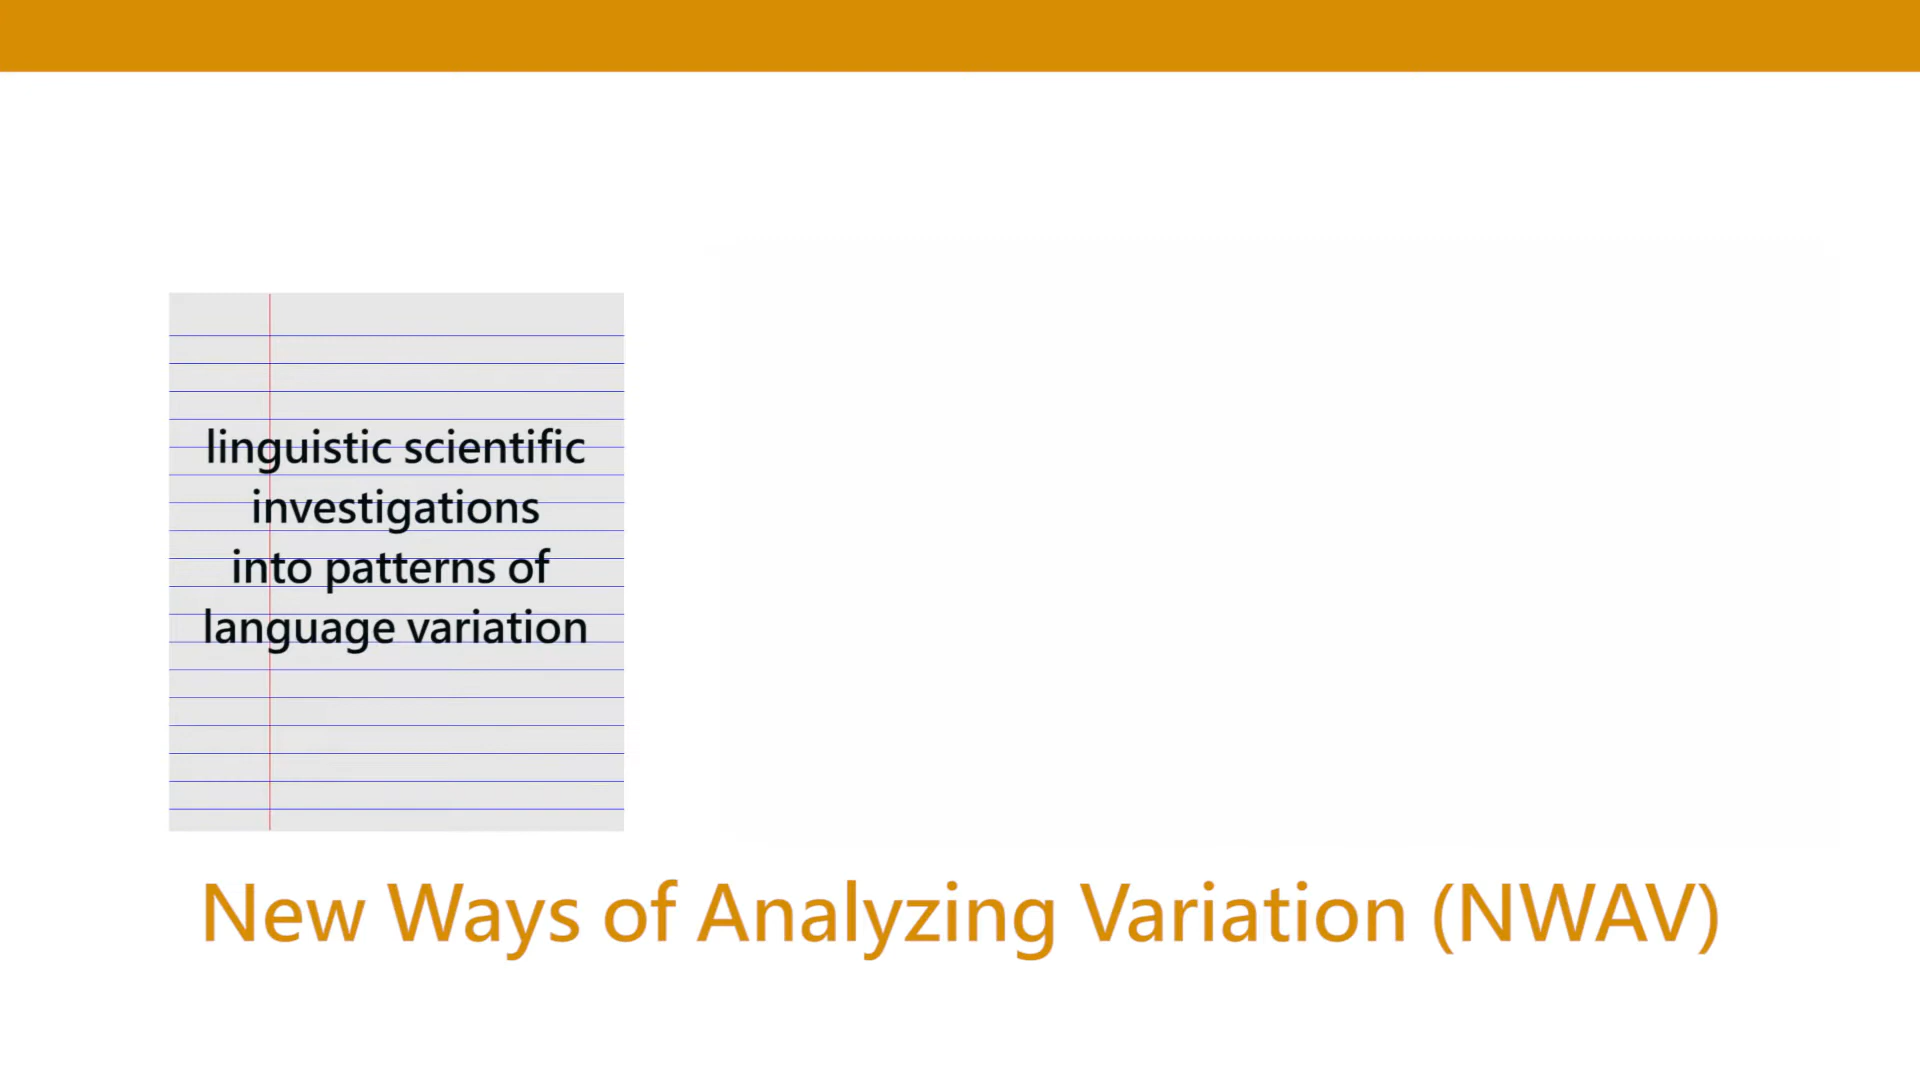 linguistic scientific
investigations
into patterns of
language variation
New Ways of Analyzing Variation (NWAV)